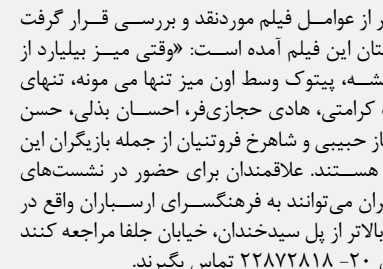 ر از عوامل فیلم موردنقد و بررسی قرار گرفت
تان این فیلم آمده است: «وقتی میز بیلیارد از
شه، پیتوک وسط اون میز تنها می مونه، تنهای
کرامتی، هادی حجازی‌فر، احسان بذلی، حسن
از حبیبی و شاهرخ فروتنیان از جمله بازیگران این
هستند. علاقمندان برای حضور در نشست‌های
ران می‌توانند به فرهنگسرای ارسباران واقع در
بالاتر از پل سیدخندان، خیابان جلفا مراجعه کنند
۲۰- ۲۲۸۷۲۸۱۸ تماس بگیرند.